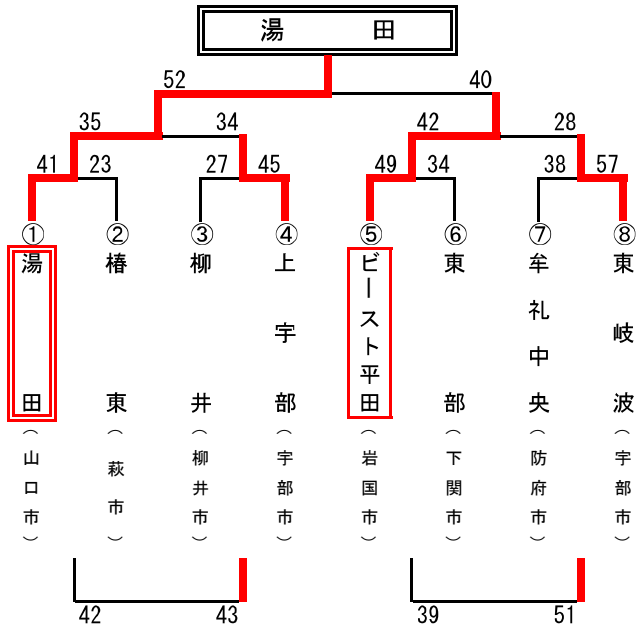 湯田
52 40
35 34 42 28
41 23 27 45 49 34 38 57
① ② ③ ④ ⑤ ⑥ ⑦ ⑧
湯田(山口市)
椿東(萩市)
柳井(柳井市)
上宇部(宇部市)
ビースト平田(岩国市)
東部(下関市)
牟礼中央(防府市)
東岐波(宇部市)
42 43 39 51